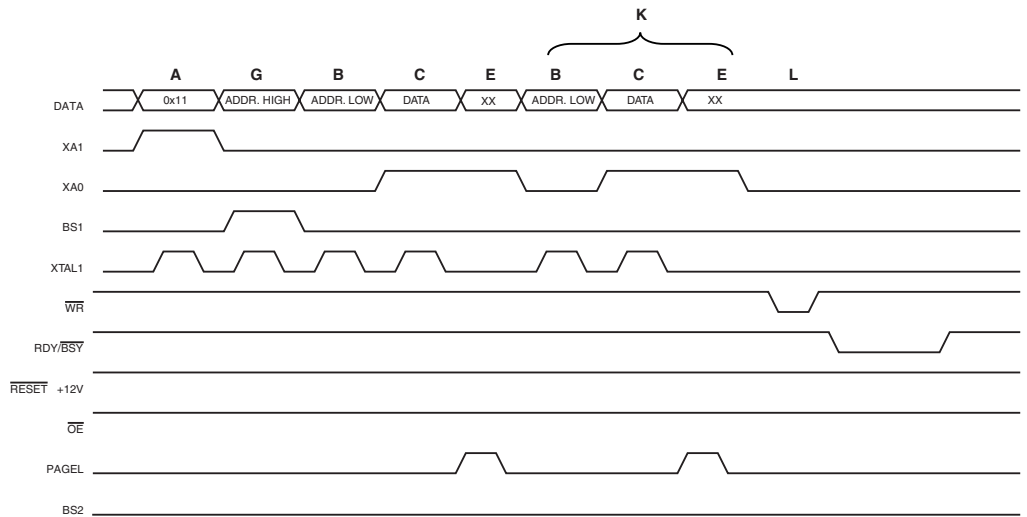 K
A G B C E B C E L
DATA 0x11 ADDR. HIGH ADDR. LOW DATA XX ADDR. LOW DATA XX
XA1
XA0
BS1
XTAL1
WR
RDY/BSY
RESET +12V
OE
PAGEL
BS2